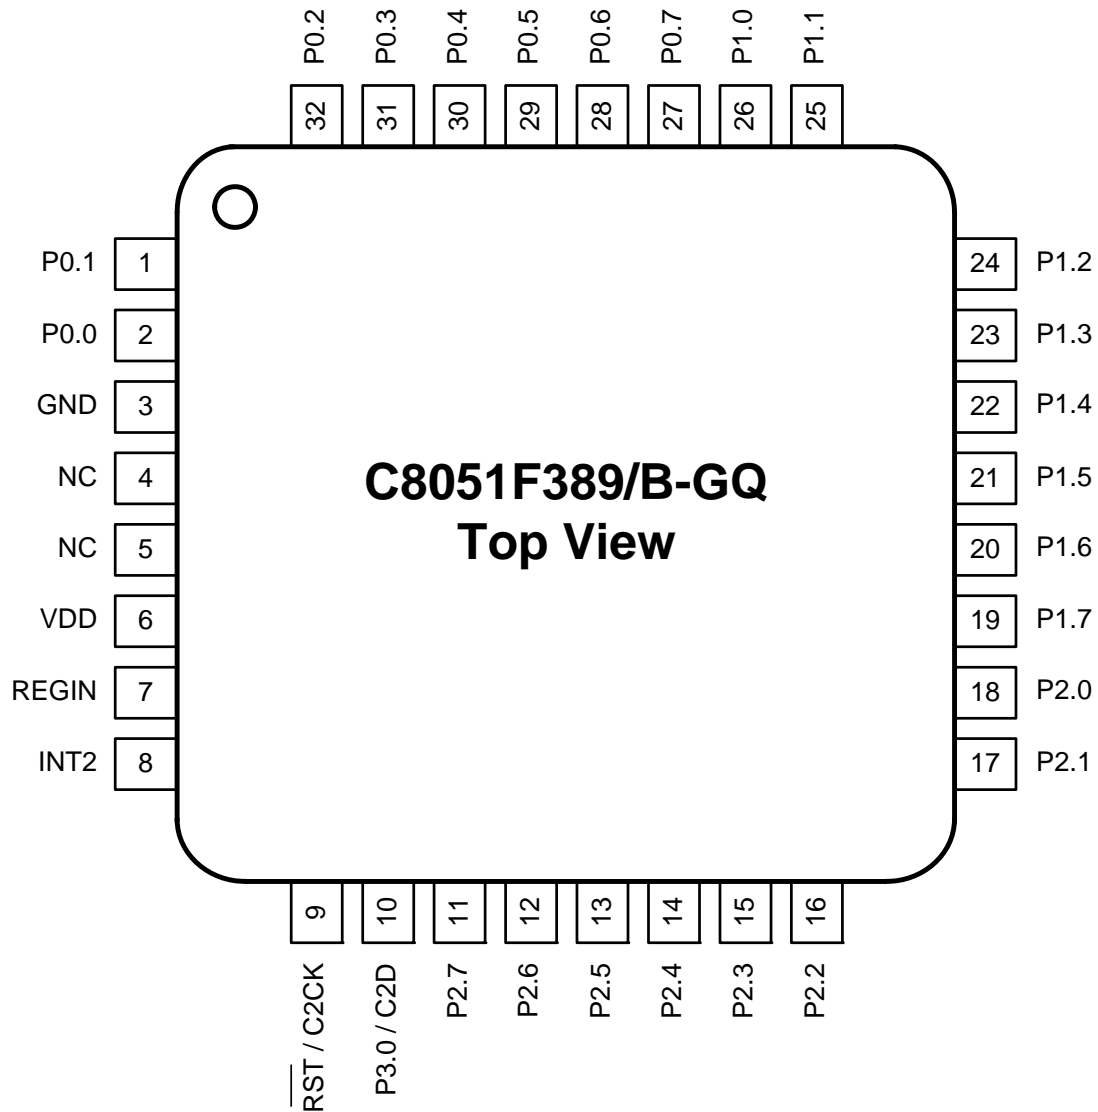 P0.2
P0.3
P0.4
P0.5
P0.6
P0.7
P1.0
P1.1
32
31
30
29
28
27
26
25
P0.1 1
P0.0 2
GND 3
NC 4
NC 5
VDD 6
REGIN 7
INT2 8
C8051F389/B-GQ
Top View
24 P1.2
23 P1.3
22 P1.4
21 P1.5
20 P1.6
19 P1.7
18 P2.0
17 P2.1
9
10
11
12
13
14
15
16
RST / C2CK
P3.0 / C2D
P2.7
P2.6
P2.5
P2.4
P2.3
P2.2